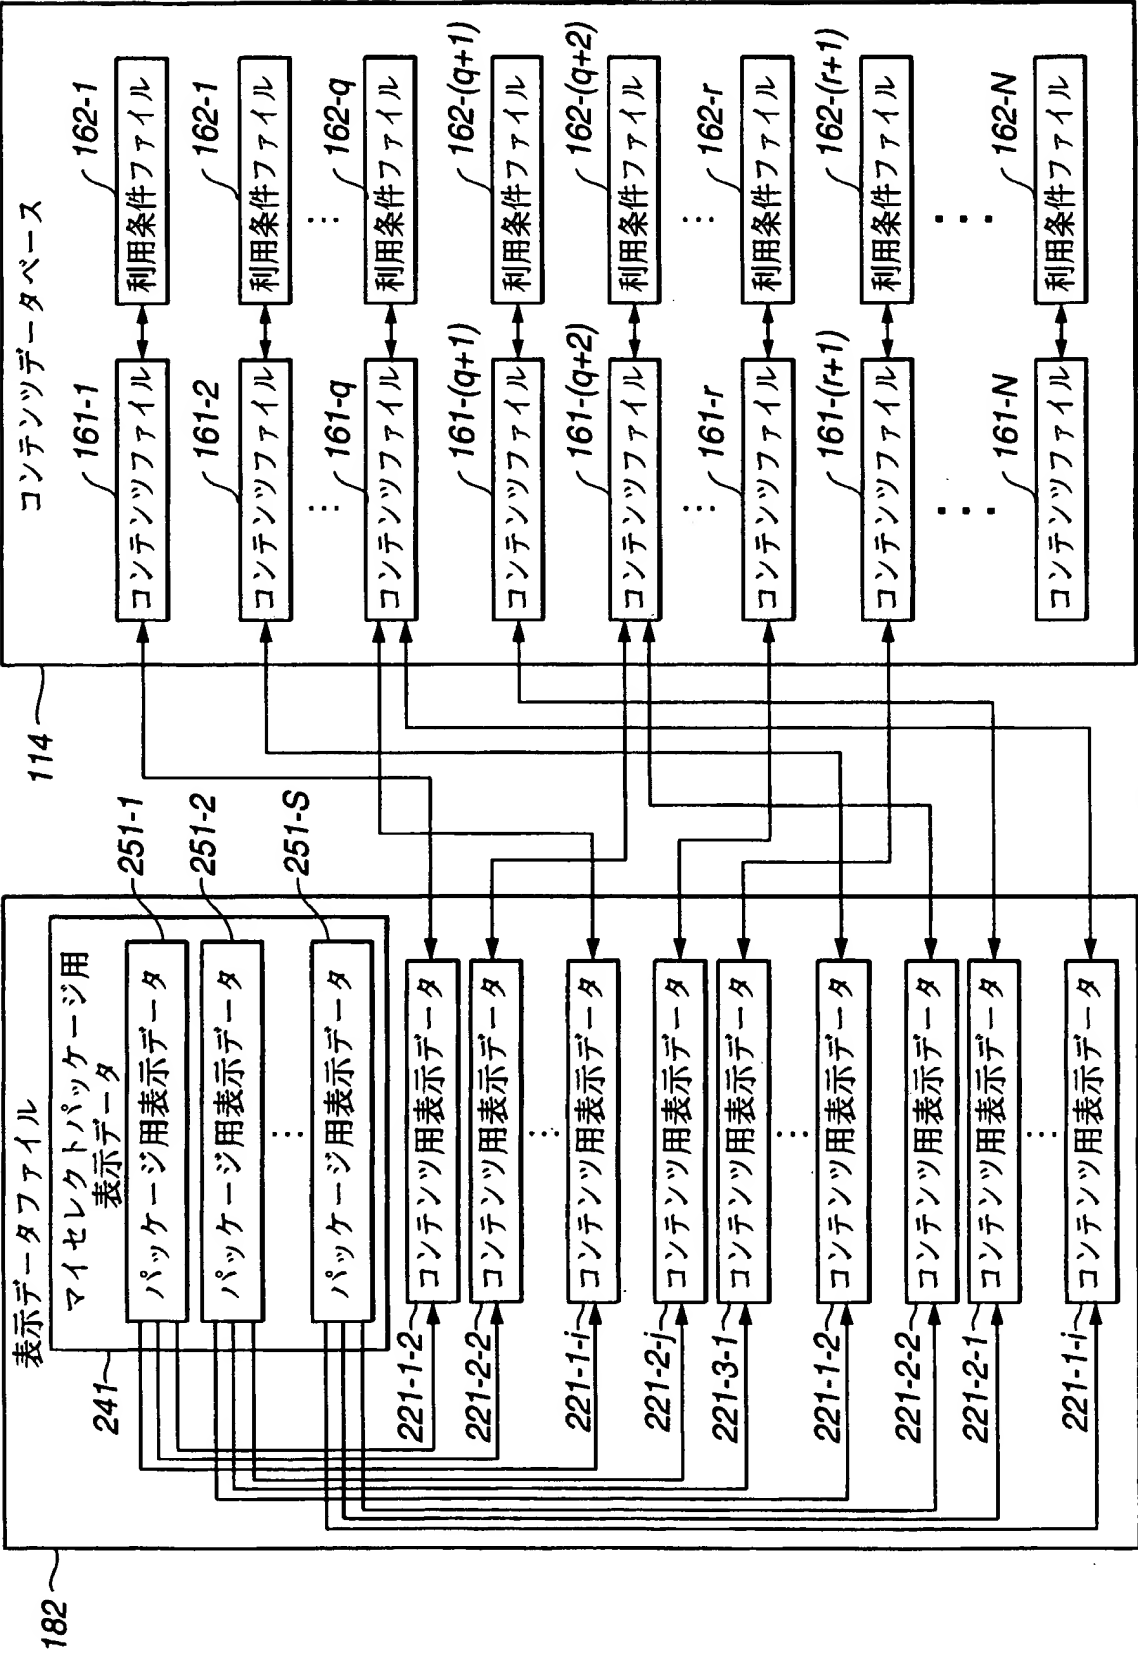 コンテンツデータベース
114
161-1
コンテンツファイル
162-1
利用条件ファイル
161-2
コンテンツファイル
162-1
利用条件ファイル
...
...
161-q
コンテンツファイル
162-q
利用条件ファイル
161-(q+1)
コンテンツファイル
162-(q+1)
利用条件ファイル
161-(q+2)
コンテンツファイル
162-(q+2)
利用条件ファイル
...
...
161-r
コンテンツファイル
162-r
利用条件ファイル
161-(r+1)
コンテンツファイル
162-(r+1)
利用条件ファイル
...
...
161-N
コンテンツファイル
162-N
利用条件ファイル
182
表示データファイル
241
マイセレクトパッケージ用
表示データ
パッケージ用表示データ
251-1
パッケージ用表示データ
251-2
...
パッケージ用表示データ
251-S
221-1-2
コンテンツ用表示データ
221-2-2
コンテンツ用表示データ
...
221-1-i
コンテンツ用表示データ
221-2-j
コンテンツ用表示データ
221-3-1
コンテンツ用表示データ
...
221-1-2
コンテンツ用表示データ
221-2-2
コンテンツ用表示データ
221-2-1
コンテンツ用表示データ
...
221-1-i
コンテンツ用表示データ